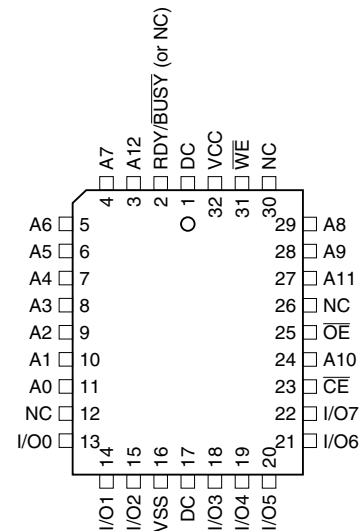 A7
A12
RDY/BUSY (or NC)
DC
VCC
WE
NC
4
3
2
1
32
31
30
A6 5
A5 6
A4 7
A3 8
A2 9
A1 10
A0 11
NC 12
I/O0 13
29 A8
28 A9
27 A11
26 NC
25 OE
24 A10
23 CE
22 I/O7
21 I/O6
14
15
16
17
18
19
20
I/O1
I/O2
VSS
DC
I/O3
I/O4
I/O5